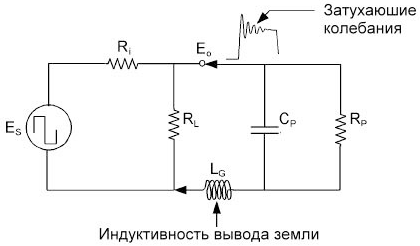 Затухаюшие
колебания
Ri
Eo
ES
RL
CP
RP
LG
Индуктивность вывода земли